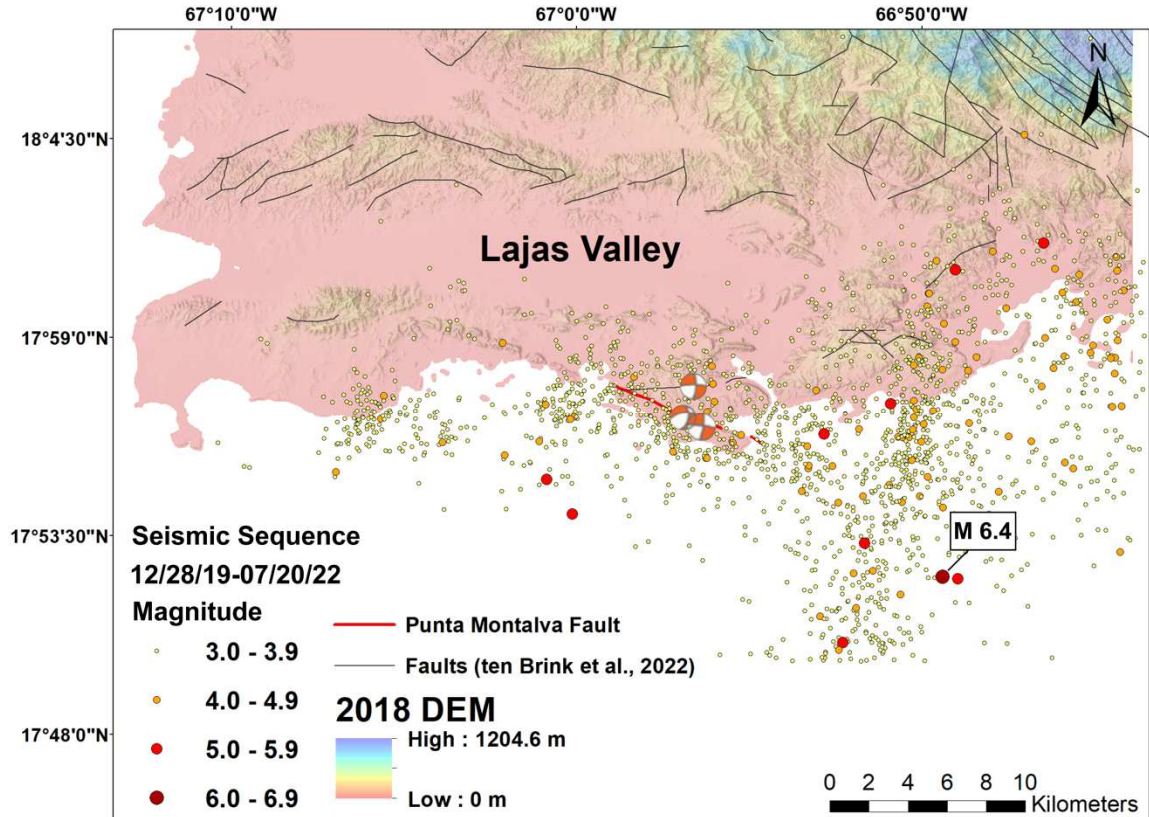 67°10'0"W
67°0'0"W
66°50'0"W
N
18°4'30"N
Lajas Valley
17°59'0"N
17°53'30"N
M 6.4
Seismic Sequence
12/28/19-07/20/22
Magnitude
3.0 - 3.9
4.0 - 4.9
5.0 - 5.9
6.0 - 6.9
Punta Montalva Fault
Faults (ten Brink et al., 2022)
2018 DEM
High : 1204.6 m
Low : 0 m
17°48'0"N
0 2 4 6 8 10
Kilometers